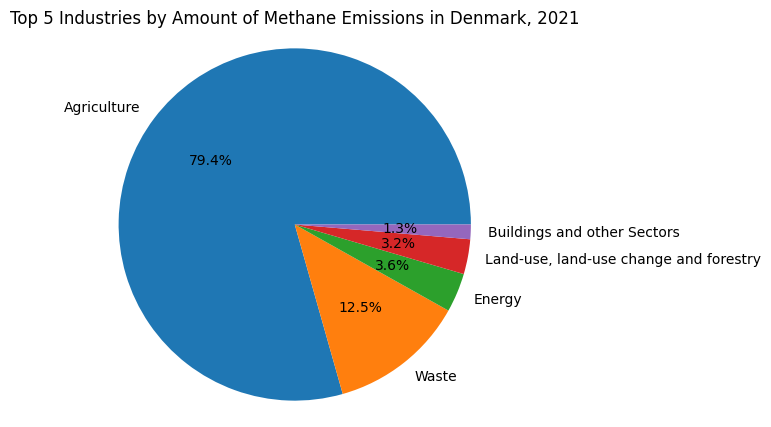 Top 5 Industries by Amount of Methane Emissions in Denmark, 2021
Agriculture
79.4%
1.3%
Buildings and other Sectors
3.2%
Land-use, land-use change and forestry
3.6%
Energy
12.5%
Waste